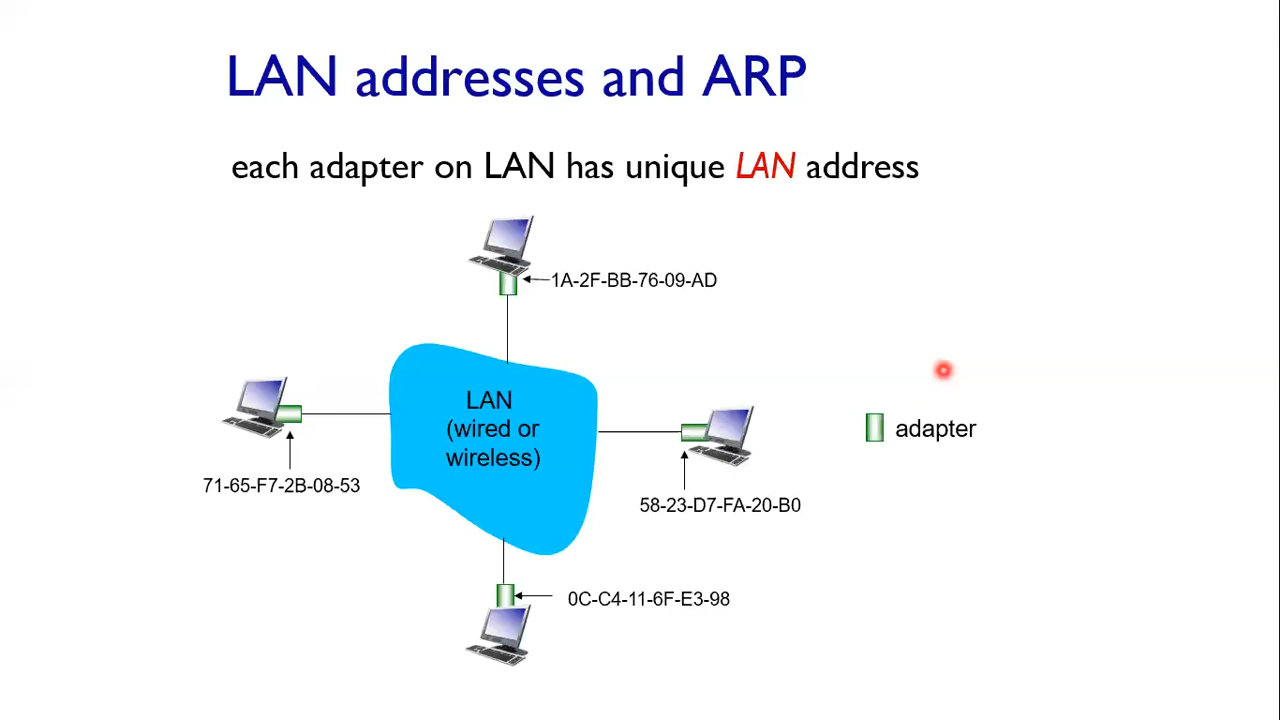 LAN addresses and ARP
each adapter on LAN has unique LAN address
1A-2F-BB-76-09-AD
LAN
(wired or
wireless)
adapter
71-65-F7-2B-08-53
58-23-D7-FA-20-B0
0C-C4-11-6F-E3-98